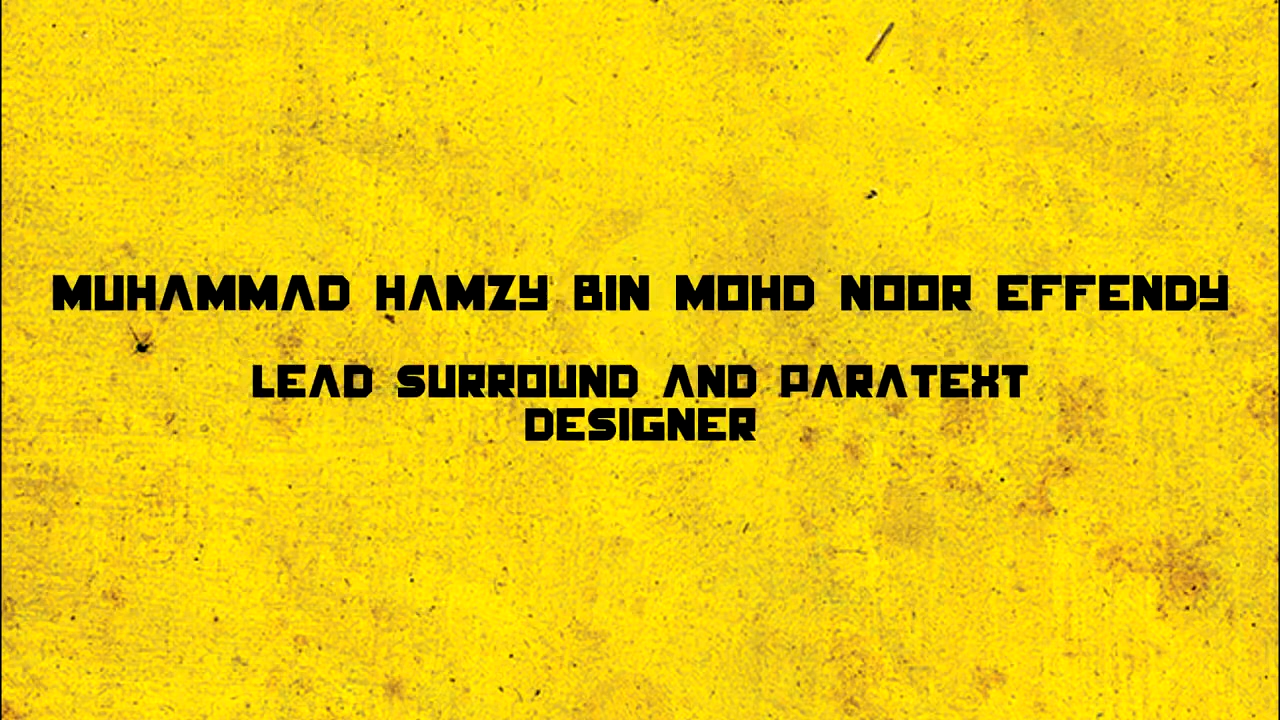 MUHAMMAD HAMZY BIN MOHD NOOR EFFENDY
LEAD SURROUND AND PARATEXT
DESIGNER